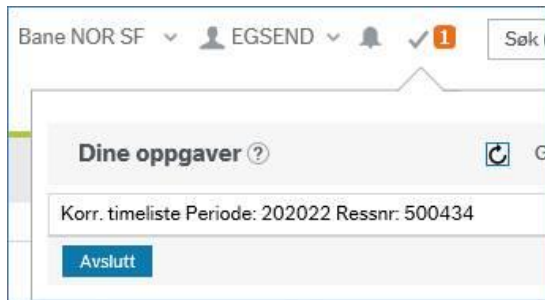 Bane NOR SF EGSEND 1 Søk
Dine oppgaver ?
Korr. timeliste Periode: 202022 Ressnr: 500434
Avslutt